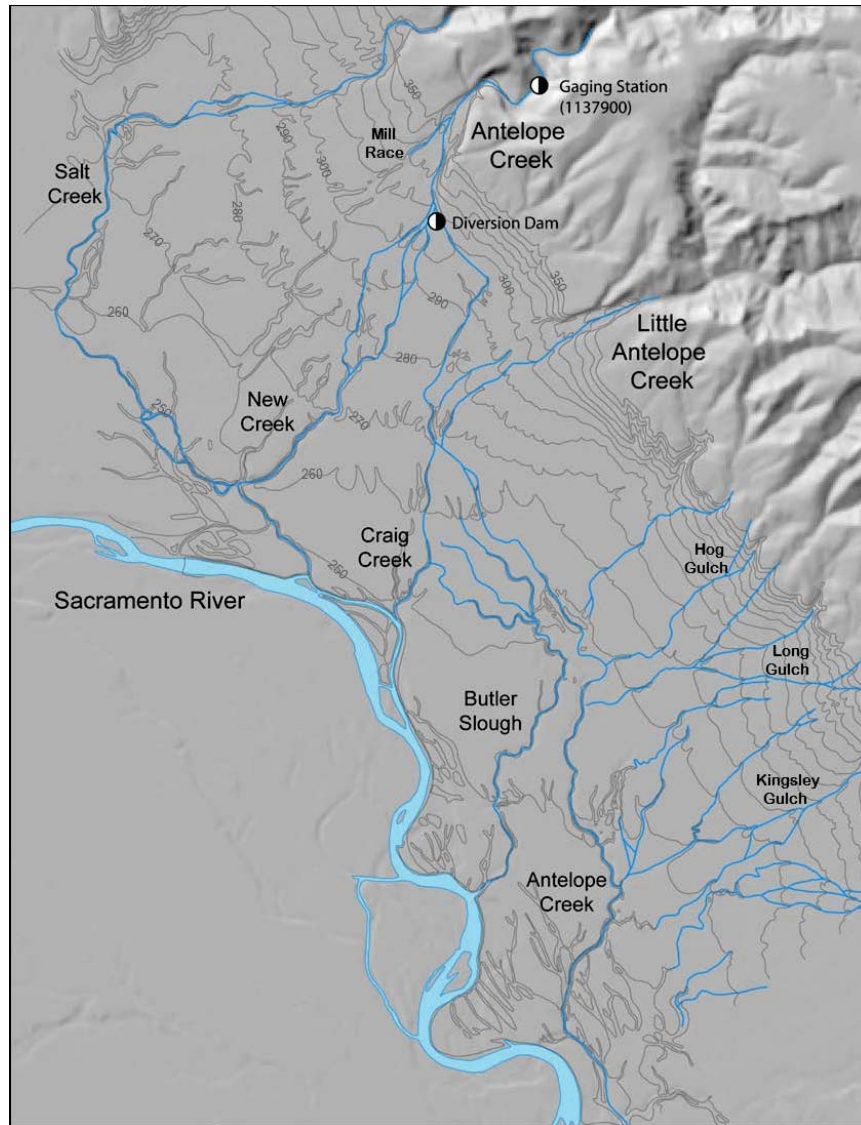 350
Gaging Station
(1137900)
Mill
Race
Antelope
Creek
290
300
Salt
Creek
280
Diversion Dam
270
290
300
350
260
Little
Antelope
Creek
280
New
Creek
250
270
260
Craig
Creek
Hog
Gulch
250
Sacramento River
Long
Gulch
Butler
Slough
Kingsley
Gulch
Antelope
Creek